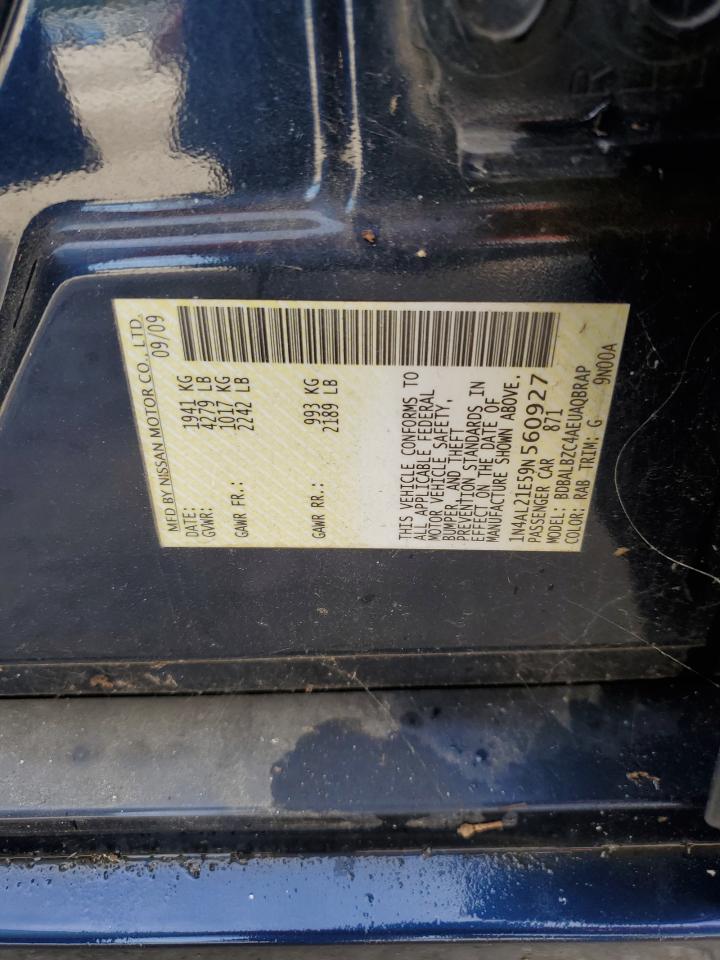 MFD BY NISSAN MOTOR CO., LTD.
DATE: 09/09
GVWR: 1941 KG
4279 LB
GAWR FR.: 1017 KG
2242 LB
GAWR RR.: 993 KG
2189 LB
THIS VEHICLE CONFORMS TO
ALL APPLICABLE FEDERAL
MOTOR VEHICLE SAFETY,
BUMPER, AND THEFT
PREVENTION STANDARDS IN
EFFECT ON THE DATE OF
MANUFACTURE SHOWN ABOVE.
1N4AL21E59N560927
PASSENGER CAR 871
MODEL: BDBALBZC4AEUAQBRAP
COLOR: RAB TRIM: G 9N00A